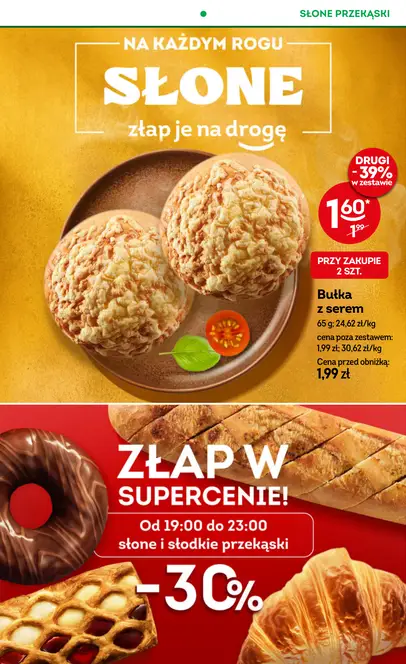 SŁONE PRZEKĄSKI
NA KAŻDYM ROGU
SŁONE
złap je na drogę
DRUGI
-39%
w zestawie
1 60*
1,99
PRZY ZAKUPIE
2 SZT.
Bułka
z serem
65 g; 24,62 zł/kg
cena poza zestawem:
1,99 zł; 30,62 zł/kg
Cena przed obniżką:
1,99 zł
ZŁAP W
SUPERCENIE!
Od 19:00 do 23:00
słone i słodkie przekąski
-30%